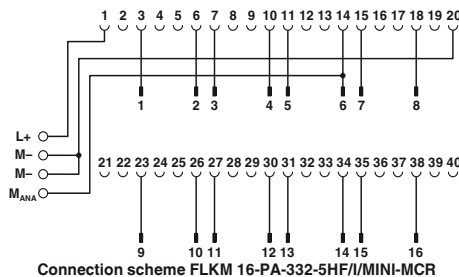 1 2 3 4 5 6 7 8 9 10 11 12 13 14 15 16 17 18 19 20
1 2 3 4 5 6 7 8
L+
M–
M–
MANA
21 22 23 24 25 26 27 28 29 30 31 32 33 34 35 36 37 38 39 40
9 10 11 12 13 14 15 16
Connection scheme FLKM 16-PA-332-5HF/I/MINI-MCR